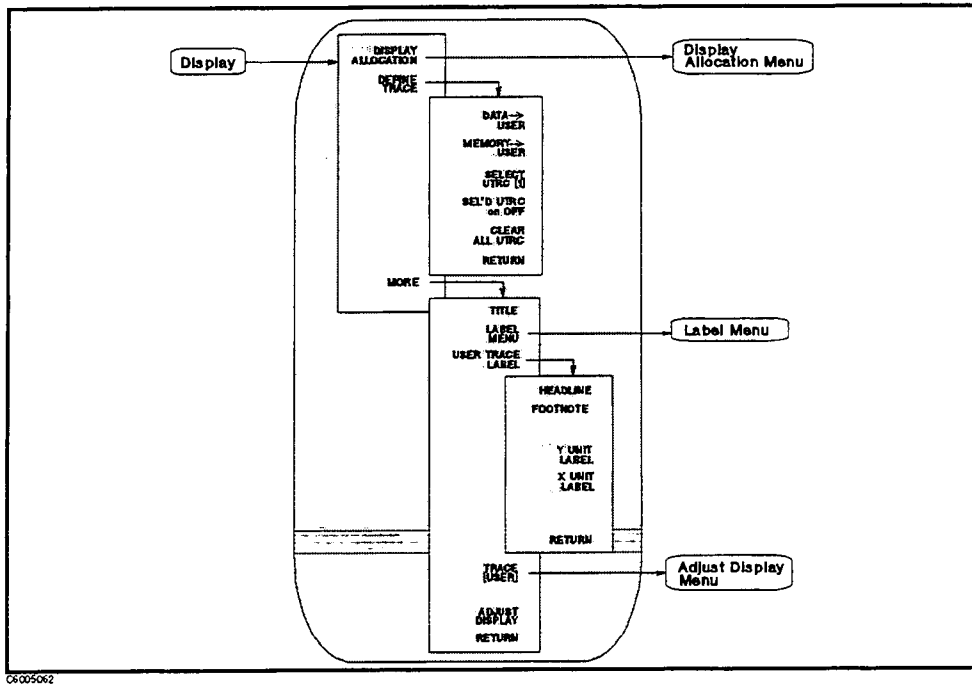 Display
DISPLAY
ALLOCATION
DEFINE
TRACE
Display
Allocation Menu
DATA→
USER
MEMORY→
USER
SELECT
UTRC [1]
SEL'D UTRC
on OFF
CLEAR
ALL UTRC
RETURN
MORE
TITLE
LABEL
MENU
Label Menu
USER TRACE
LABEL
HEADLINE
FOOTNOTE
Y UNIT
LABEL
X UNIT
LABEL
RETURN
TRACE
[USER]
Adjust Display
Menu
ADJUST
DISPLAY
RETURN
C6005062